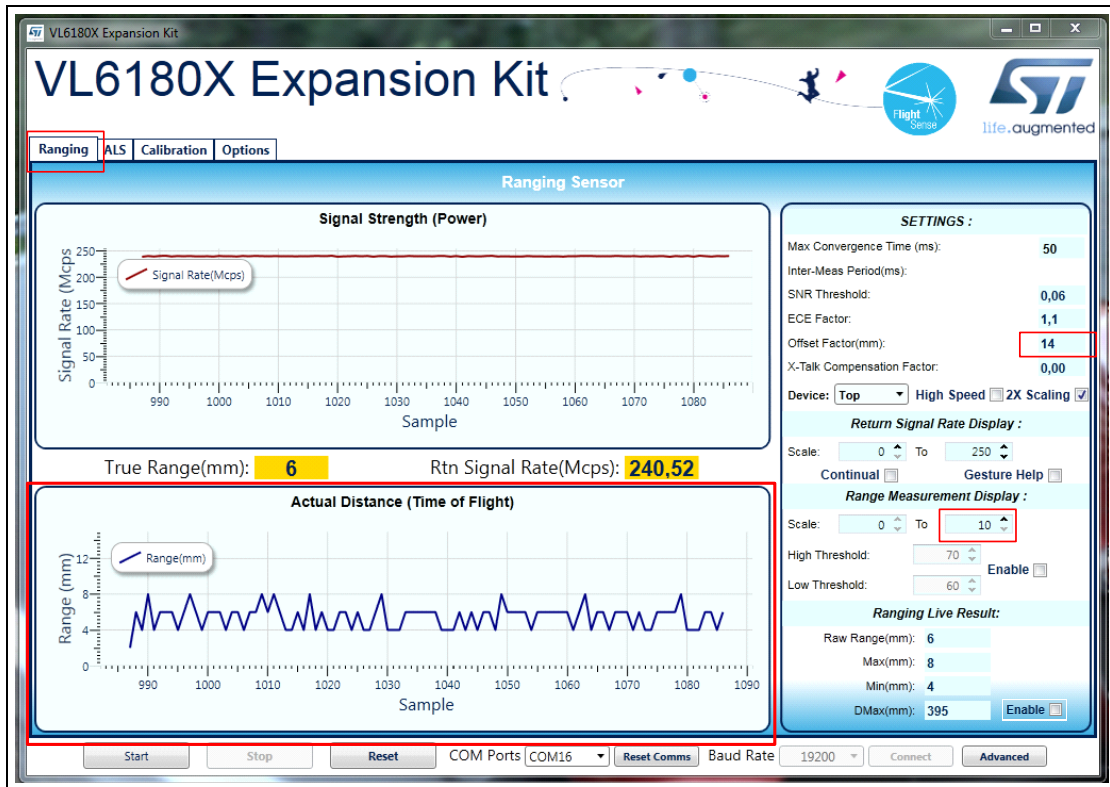 VL6180X Expansion Kit
VL6180X Expansion Kit
Flight
Sense
life.augmented
Ranging ALS Calibration Options
Ranging Sensor
Signal Strength (Power)
Signal Rate (Mcps)
250
200
150
100
50
0
Signal Rate(Mcps)
990 1000 1010 1020 1030 1040 1050 1060 1070 1080
Sample
True Range(mm): 6 Rtn Signal Rate(Mcps): 240,52
Actual Distance (Time of Flight)
Range (mm)
12
8
4
0
Range(mm)
990 1000 1010 1020 1030 1040 1050 1060 1070 1080 1090
Sample
SETTINGS :
Max Convergence Time (ms): 50
Inter-Meas Period(ms):
SNR Threshold: 0,06
ECE Factor: 1,1
Offset Factor(mm): 14
X-Talk Compensation Factor: 0,00
Device: Top High Speed 2X Scaling
Return Signal Rate Display :
Scale: 0 To 250
Continual Gesture Help
Range Measurement Display :
Scale: 0 To 10
High Threshold: 70
Enable
Low Threshold: 60
Ranging Live Result:
Raw Range(mm): 6
Max(mm): 8
Min(mm): 4
DMax(mm): 395 Enable
Start Stop Reset COM Ports COM16 Reset Comms Baud Rate 19200 Connect Advanced